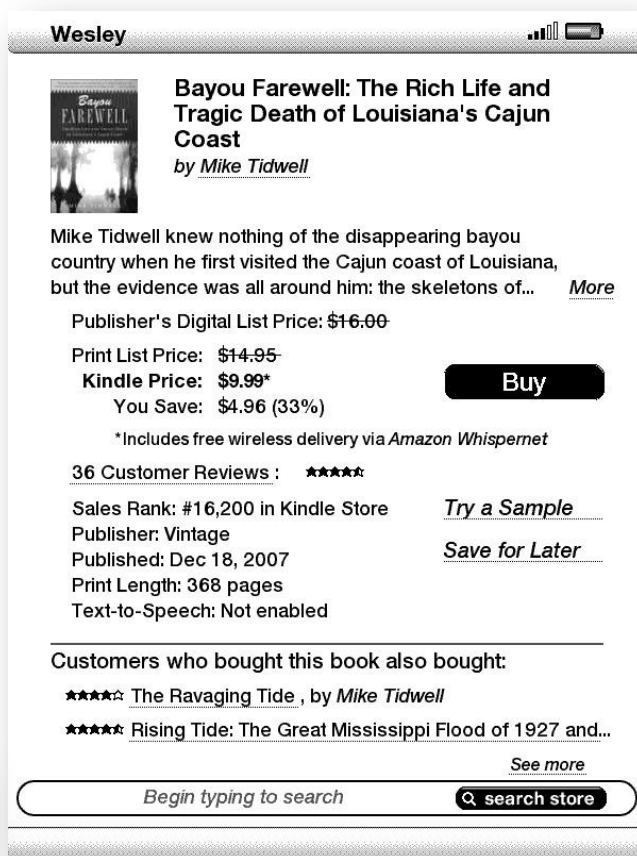 Wesley
Bayou
FAREWELL
Bayou Farewell: The Rich Life and
Tragic Death of Louisiana's Cajun
Coast
by Mike Tidwell
Mike Tidwell knew nothing of the disappearing bayou
country when he first visited the Cajun coast of Louisiana,
but the evidence was all around him: the skeletons of... More
Publisher's Digital List Price: $16.00
Print List Price: $14.95
Kindle Price: $9.99*
You Save: $4.96 (33%)
Buy
*Includes free wireless delivery via Amazon Whispernet
36 Customer Reviews :
Sales Rank: #16,200 in Kindle Store
Publisher: Vintage
Published: Dec 18, 2007
Print Length: 368 pages
Text-to-Speech: Not enabled
Try a Sample
Save for Later
Customers who bought this book also bought:
The Ravaging Tide , by Mike Tidwell
Rising Tide: The Great Mississippi Flood of 1927 and...
See more
Begin typing to search
search store